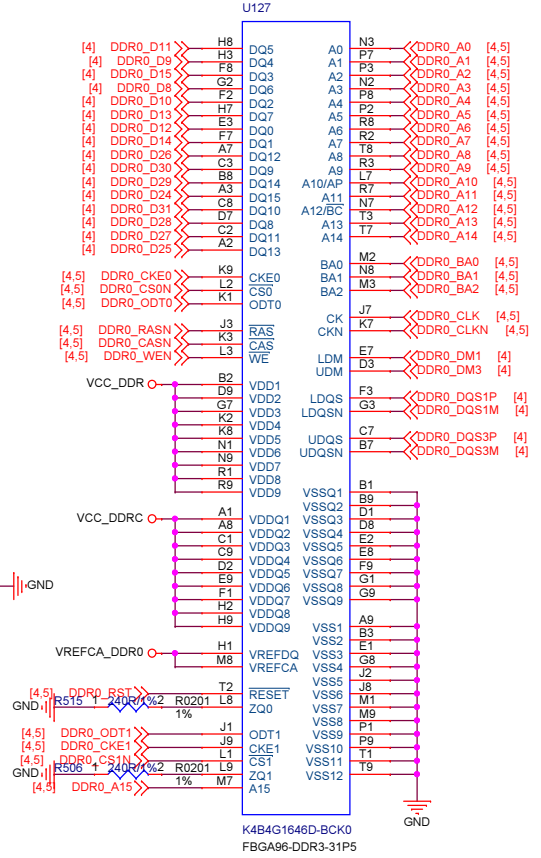 U127
[4] DDR0_D11 H8 DQ5 A0 N3 DDR0_A0 [4,5]
[4] DDR0_D9 H3 DQ4 A1 P7 DDR0_A1 [4,5]
[4] DDR0_D15 F8 DQ3 A2 P3 DDR0_A2 [4,5]
[4] DDR0_D8 G2 DQ6 A3 N2 DDR0_A3 [4,5]
[4] DDR0_D10 F2 DQ2 A4 P8 DDR0_A4 [4,5]
[4] DDR0_D13 H7 DQ7 A5 P2 DDR0_A5 [4,5]
[4] DDR0_D12 E3 DQ0 A6 R8 DDR0_A6 [4,5]
[4] DDR0_D14 F7 DQ1 A7 R2 DDR0_A7 [4,5]
[4] DDR0_D26 A7 DQ12 A8 T8 DDR0_A8 [4,5]
[4] DDR0_D30 C3 DQ9 A9 R3 DDR0_A9 [4,5]
[4] DDR0_D29 B8 DQ14 A10/AP L7 DDR0_A10 [4,5]
[4] DDR0_D24 A3 DQ15 A11 R7 DDR0_A11 [4,5]
[4] DDR0_D31 C8 DQ10 A12/BC N7 DDR0_A12 [4,5]
[4] DDR0_D28 D7 DQ8 A13 T3 DDR0_A13 [4,5]
[4] DDR0_D27 C2 DQ11 A14 T7 DDR0_A14 [4,5]
[4] DDR0_D25 A2 DQ13
BA0 M2 DDR0_BA0 [4,5]
[4,5] DDR0_CKE0 K9 CKE0 BA1 N8 DDR0_BA1 [4,5]
[4,5] DDR0_CS0N L2 CS0 BA2 M3 DDR0_BA2 [4,5]
[4,5] DDR0_ODT0 K1 ODT0
CK J7 DDR0_CLK [4,5]
[4,5] DDR0_RASN J3 RAS CKN K7 DDR0_CLKN [4,5]
[4,5] DDR0_CASN K3 CAS
[4,5] DDR0_WEN L3 WE LDM E7 DDR0_DM1 [4]
UDM D3 DDR0_DM3 [4]
VCC_DDR B2 VDD1
D9 VDD2 LDQS F3 DDR0_DQS1P [4]
G7 VDD3 LDQSN G3 DDR0_DQS1M [4]
K2 VDD4
K8 VDD5 UDQS C7 DDR0_DQS3P [4]
N1 VDD6 UDQSN B7 DDR0_DQS3M [4]
N9 VDD7
R1 VDD8
R9 VDD9 VSSQ1 B1
VSSQ2 B9
VCC_DDRC A1 VDDQ1 VSSQ3 D1
A8 VDDQ2 VSSQ4 D8
C1 VDDQ3 VSSQ5 E2
C9 VDDQ4 VSSQ6 E8
D2 VDDQ5 VSSQ7 F9
E9 VDDQ6 VSSQ8 G1
F1 VDDQ7 VSSQ9 G9
H2 VDDQ8
H9 VDDQ9 VSS1 A9
VSS2 B3
VREFCA_DDR0 H1 VREFDQ VSS3 E1
M8 VREFCA VSS4 G8
VSS5 J2
[4,5] DDR0_RST T2 RESET VSS6 J8
GND R515 1 240R/1% 2 R0201 L8 ZQ0 VSS7 M1
1% VSS8 M9
[4,5] DDR0_ODT1 J1 ODT1 VSS9 P1
[4,5] DDR0_CKE1 J9 CKE1 VSS10 P9
[4,5] DDR0_CS1N L1 CS1 VSS11 T1
GND R506 1 240R/1% 2 R0201 L9 ZQ1 VSS12 T9
1%
[4,5] DDR0_A15 M7 A15
GND
GND
K4B4G1646D-BCK0
FBGA96-DDR3-31P5